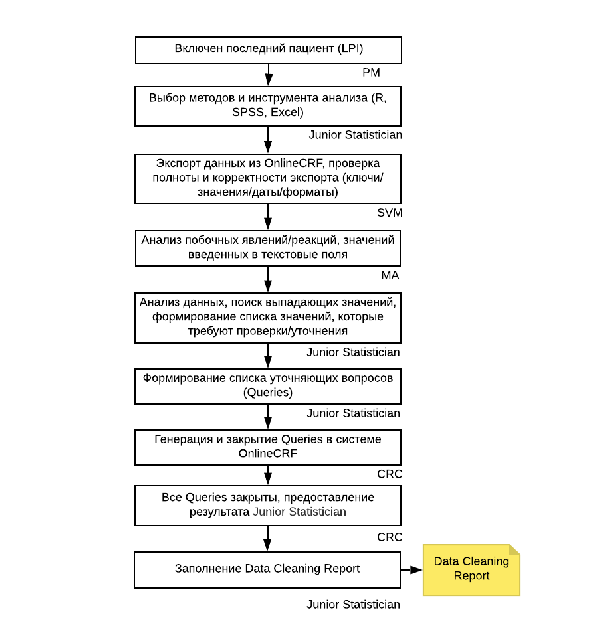 Включен последний пациент (LPI)
PM
Выбор методов и инструмента анализа (R,
SPSS, Excel)
Junior Statistician
Экспорт данных из OnlineCRF, проверка
полноты и корректности экспорта (ключи/
значения/даты/форматы)
SVM
Анализ побочных явлений/реакций, значений
введенных в текстовые поля
MA
Анализ данных, поиск выпадающих значений,
формирование списка значений, которые
требуют проверки/уточнения
Junior Statistician
Формирование списка уточняющих вопросов
(Queries)
Junior Statistician
Генерация и закрытие Queries в системе
OnlineCRF
CRC
Все Queries закрыты, предоставление
результата Junior Statistician
CRC
Заполнение Data Cleaning Report
Data Cleaning
Report
Junior Statistician